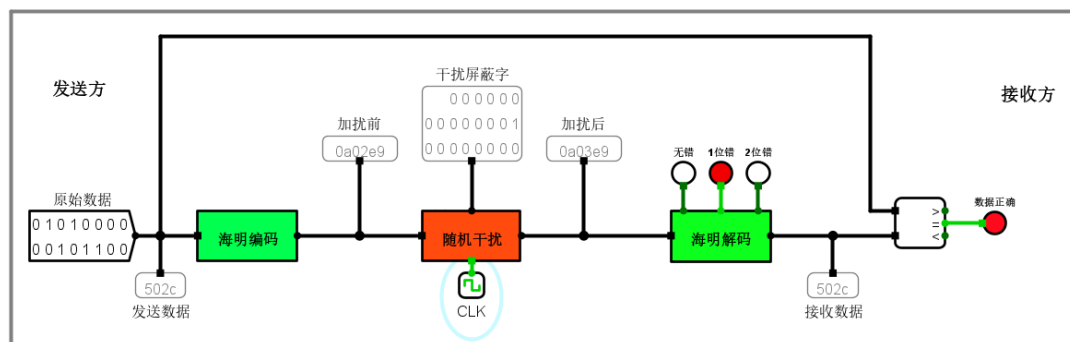 发送方
接收方
干扰屏蔽字
000000
00000001
00000000
加扰前
0a02e9
加扰后
0a03e9
无错
1位错
2位错
原始数据
01010000
00101100
海明编码
随机干扰
海明解码
>
=
<
数据正确
502c
发送数据
CLK
502c
接收数据